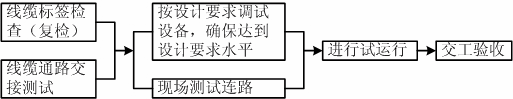 线缆标签检
查（复检）
线缆通路交
接测试
按设计要求调试
设备，确保达到
设计要求水平
现场测试连路
进行试运行
交工验收